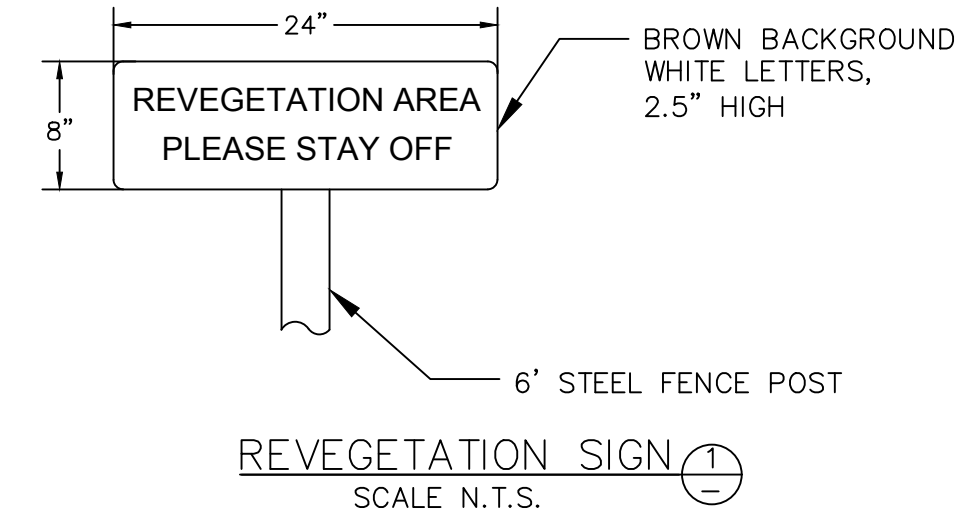 24”
BROWN BACKGROUND
WHITE LETTERS,
2.5” HIGH
8”
REVEGETATION AREA
PLEASE STAY OFF
6’ STEEL FENCE POST
REVEGETATION SIGN
1
–
SCALE N.T.S.